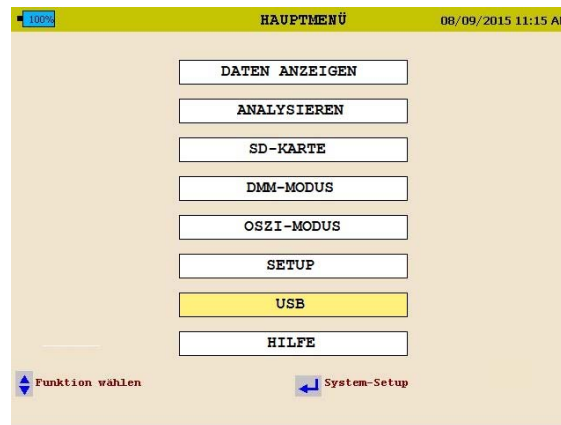 100% HAUPTMENÜ 08/09/2015 11:15
DATEN ANZEIGEN
ANALYSIEREN
SD-KARTE
DMM-MODUS
OSZI-MODUS
SETUP
USB
HILFE
Funktion wählen System-Setup